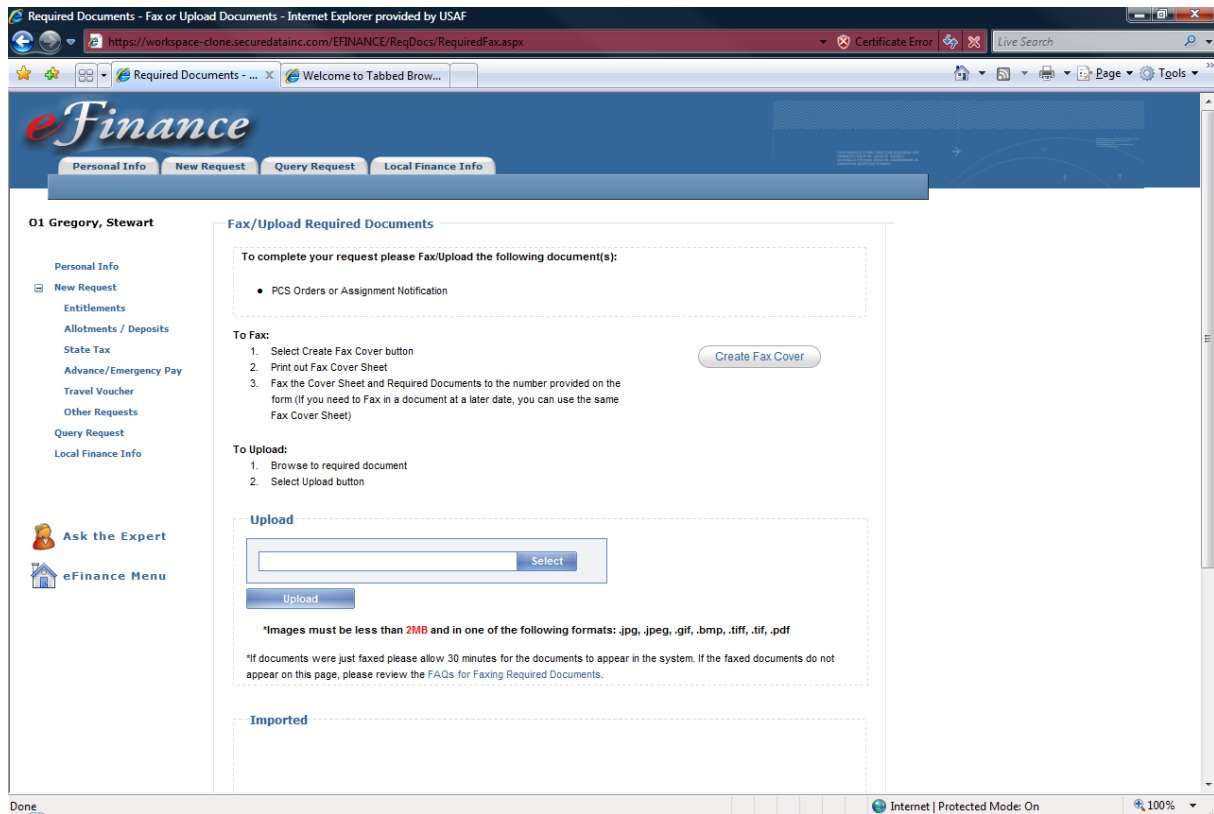 Required Documents - Fax or Upload Documents - Internet Explorer provided by USAF
https://workspace-clone.securedatainc.com/EFINANCE/ReqDocs/RequiredFax.aspx
Certificate Error
Live Search
Required Docu ments - ... X
Welcome to Tabbed Brow...
Page
Tools
eFinance
Personal Info
New Request
Query Request
Local Finance Info
01 Gregory, Stewart
Personal Info
New Request
Entitlements
Allotments / Deposits
State Tax
Advance/Emergency Pay
Travel Voucher
Other Requests
Query Request
Local Finance Info
Ask the Expert
eFinance Menu
Fax/Upload Required Documents
To complete your request please Fax/Upload the following document(s):
• PCS Orders or Assignment Notification
To Fax:
1. Select Create Fax Cover button
2. Print out Fax Cover Sheet
3. Fax the Cover Sheet and Required Documents to the number provided on the
form (If you need to Fax in a document at a later date, you can use the same
Fax Cover Sheet)
Create Fax Cover
To Upload:
1. Browse to required document
2. Select Upload button
Upload
Select
Upload
*Images must be less than 2MB and in one of the following formats: .jpg, .jpeg, .gif, .bmp, .tiff, .tif, .pdf
*If documents were just faxed please allow 30 minutes for the documents to appear in the system. If the faxed documents do not
appear on this page, please review the FAQs for Faxing Required Documents.
Imported
Done
Internet | Protected Mode: On
100%